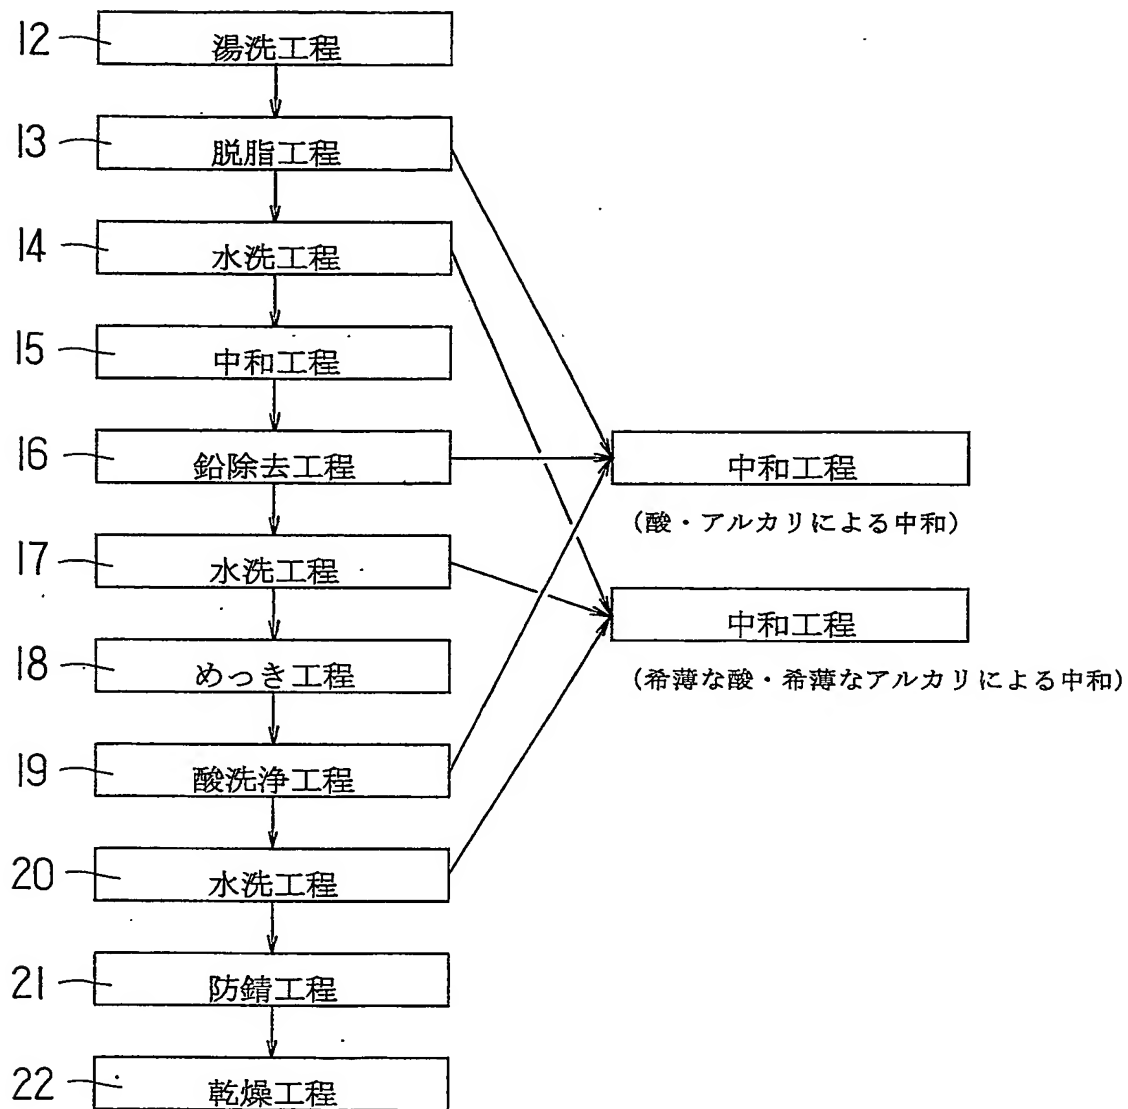 12 湯洗工程
13 脱脂工程
14 水洗工程
15 中和工程
16 鉛除去工程
中和工程
(酸・アルカリによる中和)
17 水洗工程
中和工程
(希薄な酸・希薄なアルカリによる中和)
18 めっき工程
19 酸洗浄工程
20 水洗工程
21 防錆工程
22 乾燥工程